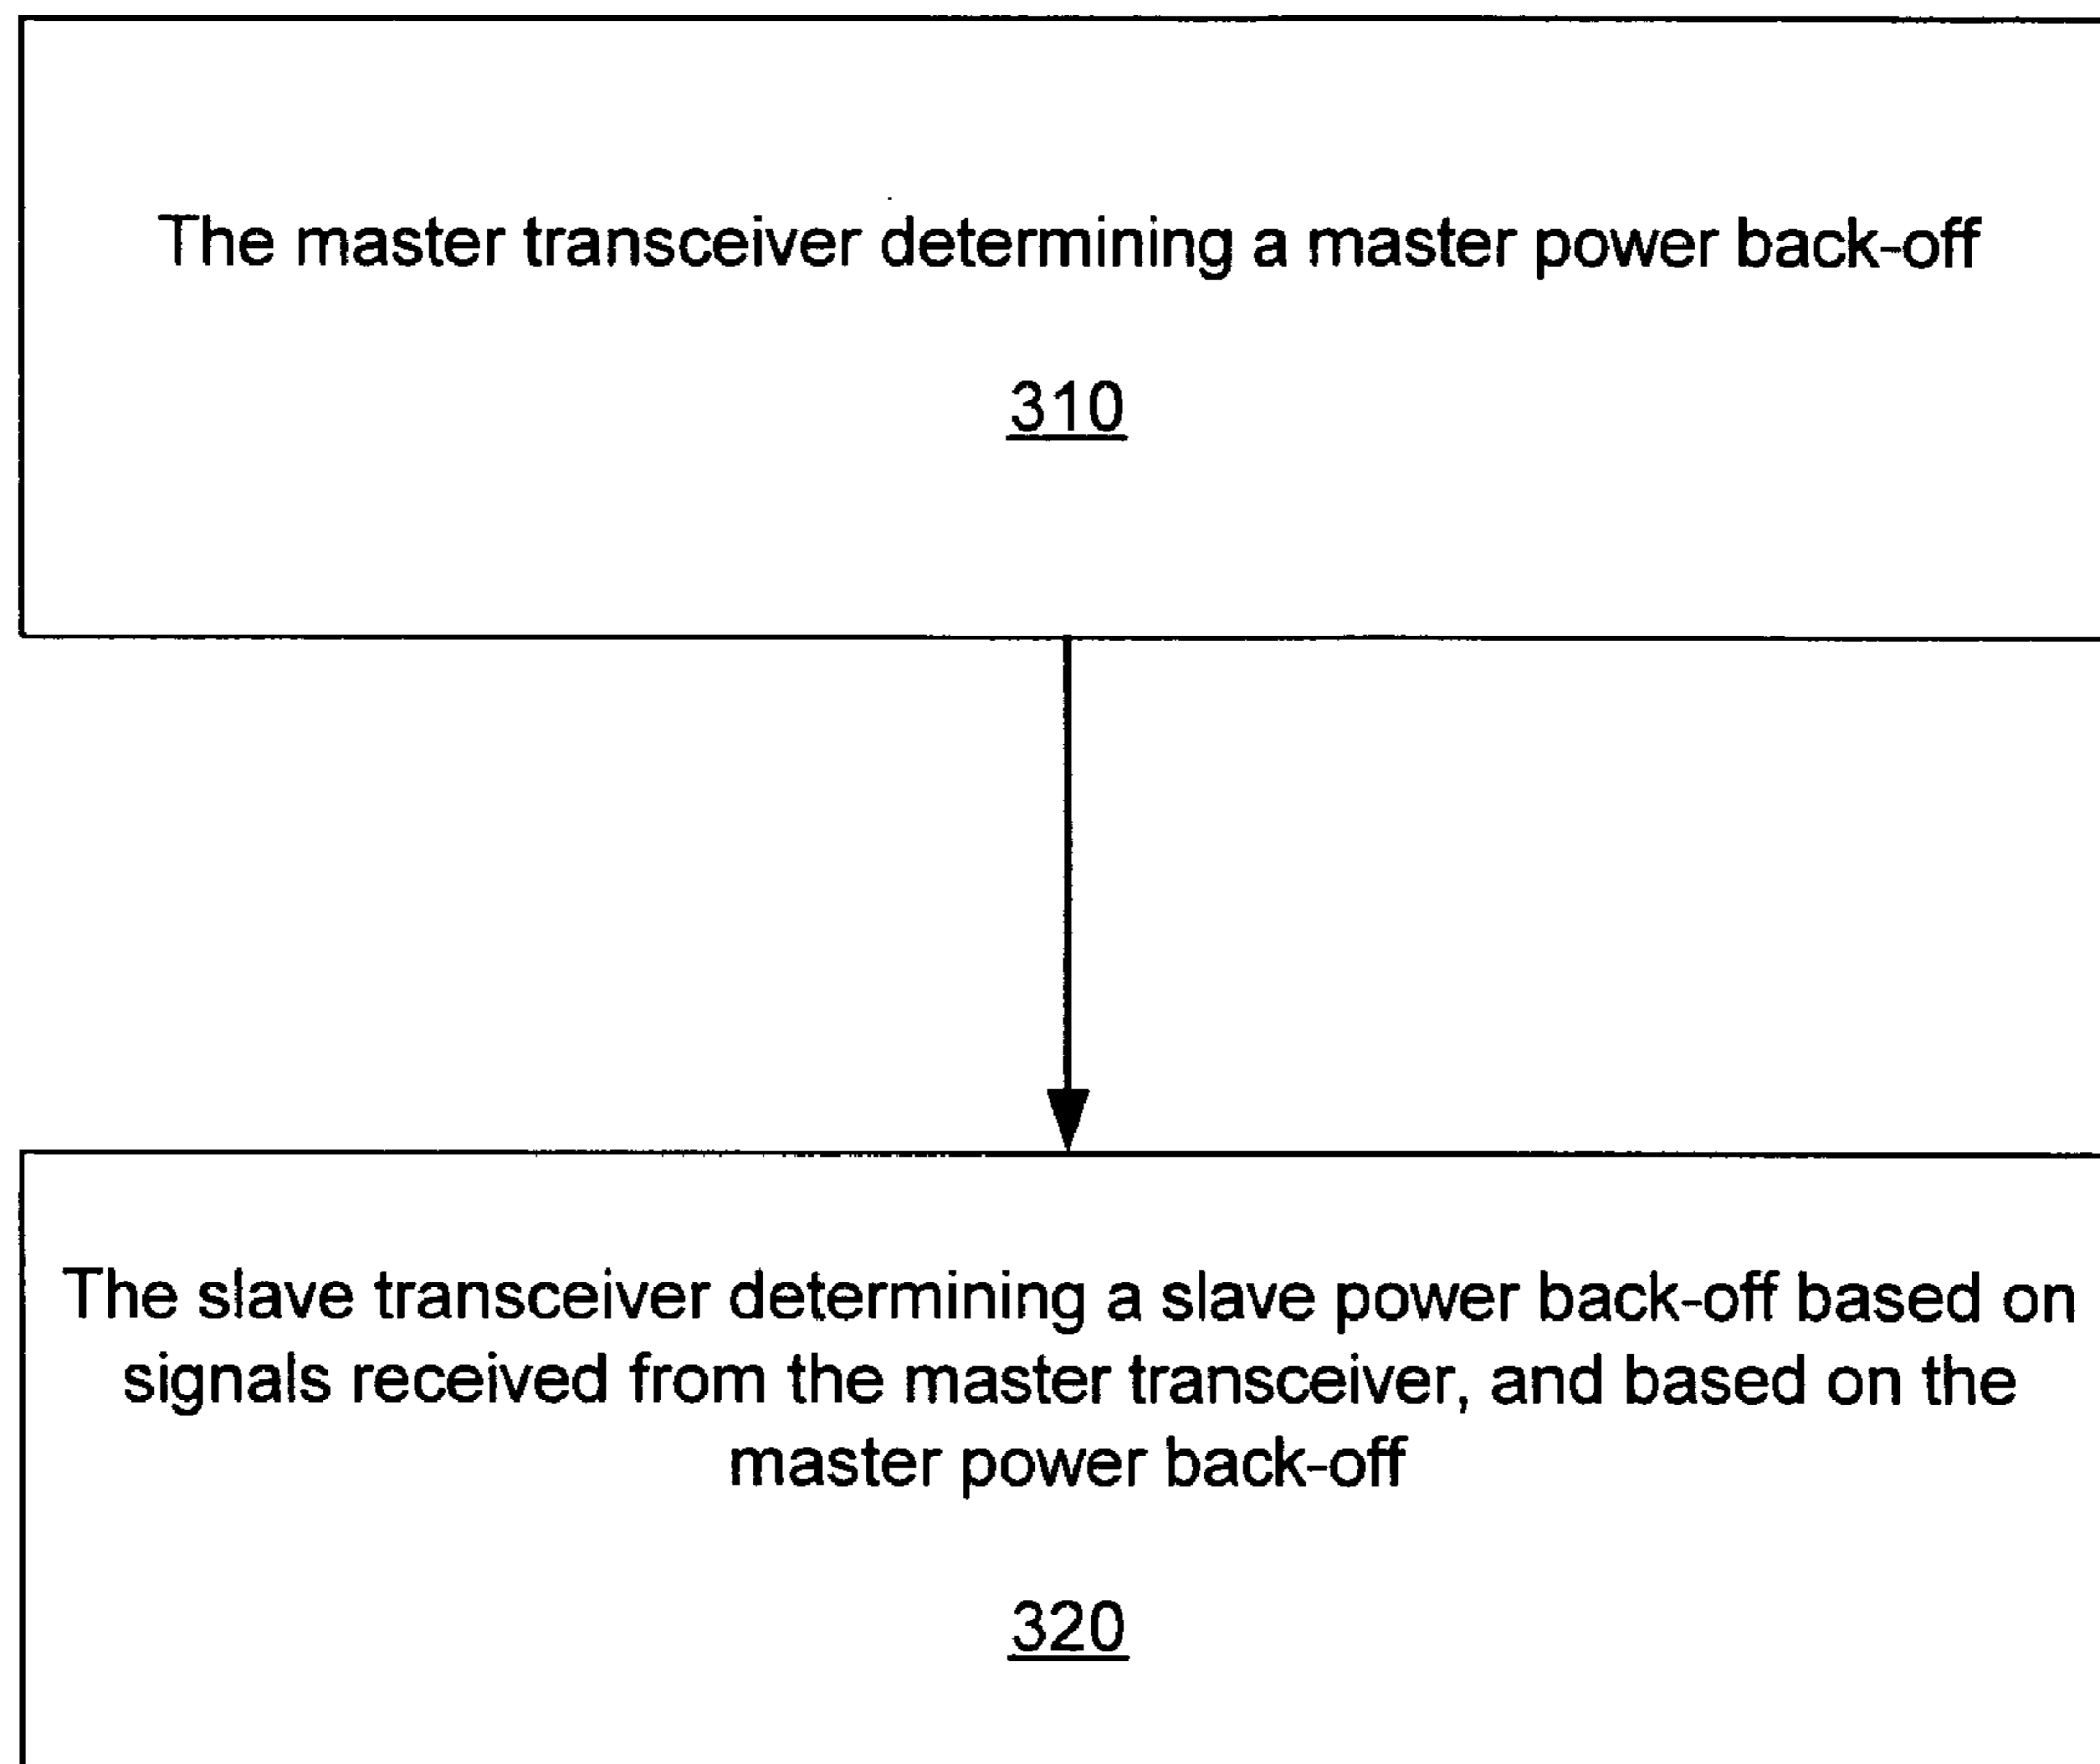 The master transceiver determining a master power back-off
310
The slave transceiver determining a slave power back-off based on
signals received from the master transceiver, and based on the
master power back-off
320